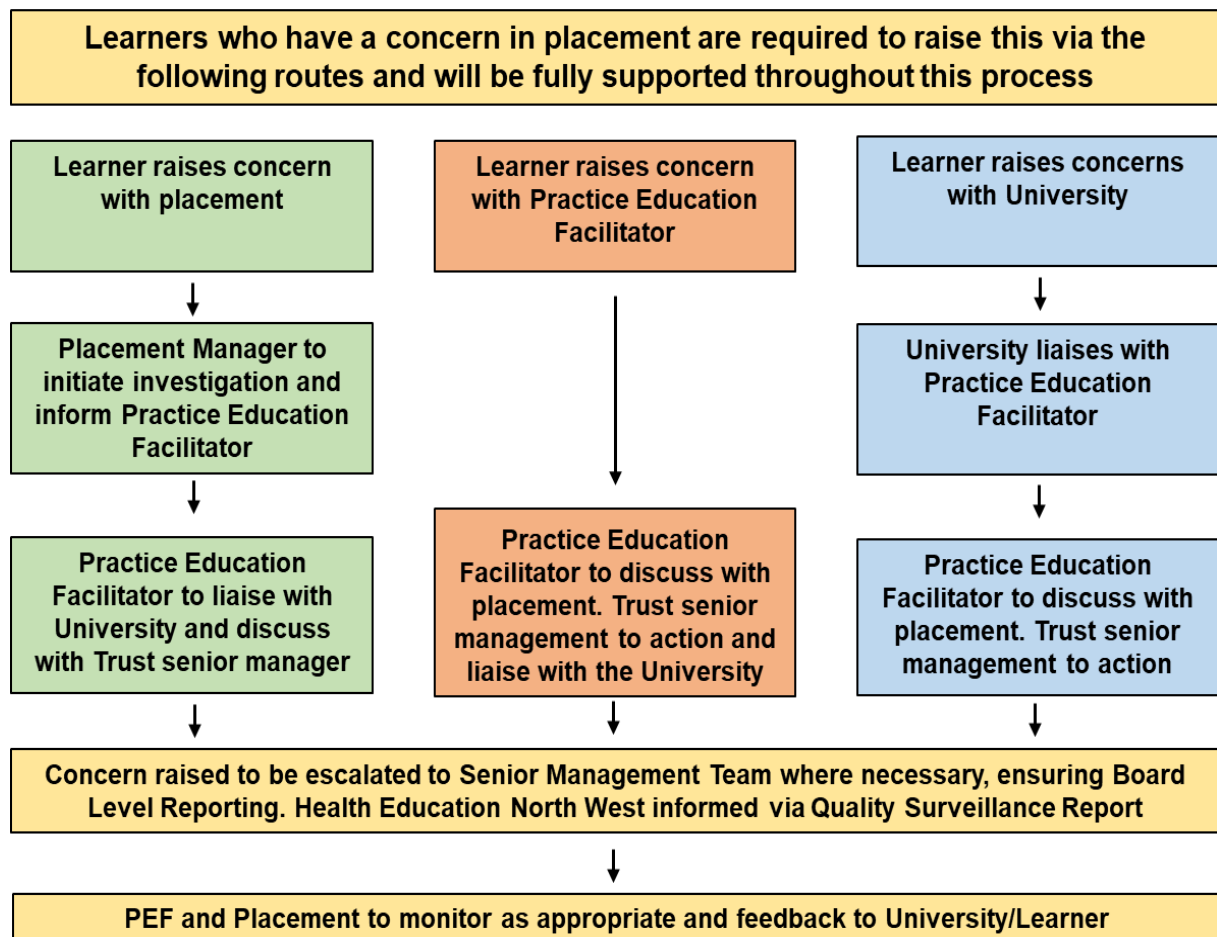 Learners who have a concern in placement are required to raise this via the
following routes and will be fully supported throughout this process
Learner raises concern
with placement
Learner raises concern
with Practice Education
Facilitator
Learner raises concerns
with University
Placement Manager to
initiate investigation and
inform Practice Education
Facilitator
University liaises with
Practice Education
Facilitator
Practice Education
Facilitator to liaise with
University and discuss
with Trust senior manager
Practice Education
Facilitator to discuss with
placement. Trust senior
management to action and
liaise with the University
Practice Education
Facilitator to discuss with
placement. Trust senior
management to action
Concern raised to be escalated to Senior Management Team where necessary, ensuring Board
Level Reporting. Health Education North West informed via Quality Surveillance Report
PEF and Placement to monitor as appropriate and feedback to University/Learner